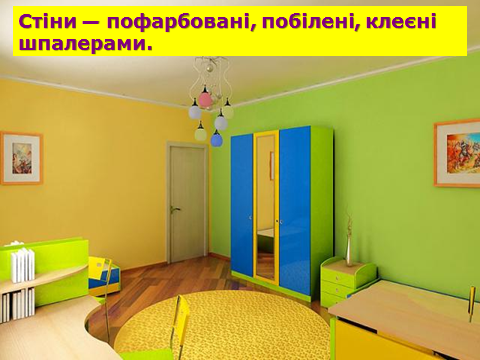 Стіни — пофарбовані, побілені, клеєні
шпалерами.